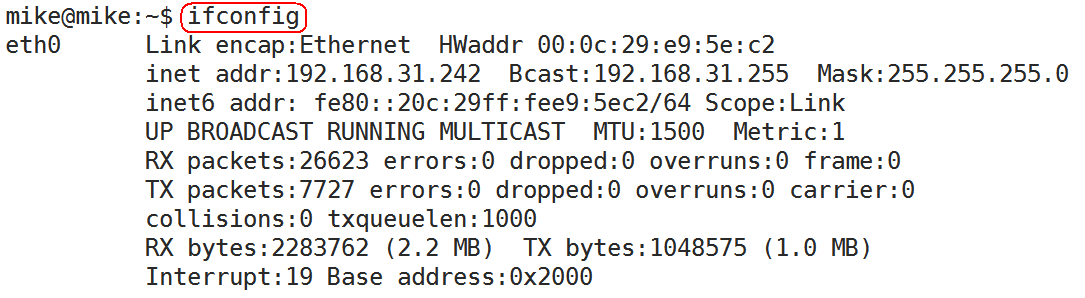 mike@mike:~$ ifconfig
eth0 Link encap:Ethernet HWaddr 00:0c:29:e9:5e:c2
inet addr:192.168.31.242 Bcast:192.168.31.255 Mask:255.255.255.0
inet6 addr: fe80::20c:29ff:fee9:5ec2/64 Scope:Link
UP BROADCAST RUNNING MULTICAST MTU:1500 Metric:1
RX packets:26623 errors:0 dropped:0 overruns:0 frame:0
TX packets:7727 errors:0 dropped:0 overruns:0 carrier:0
collisions:0 txqueuelen:1000
RX bytes:2283762 (2.2 MB) TX bytes:1048575 (1.0 MB)
Interrupt:19 Base address:0x2000